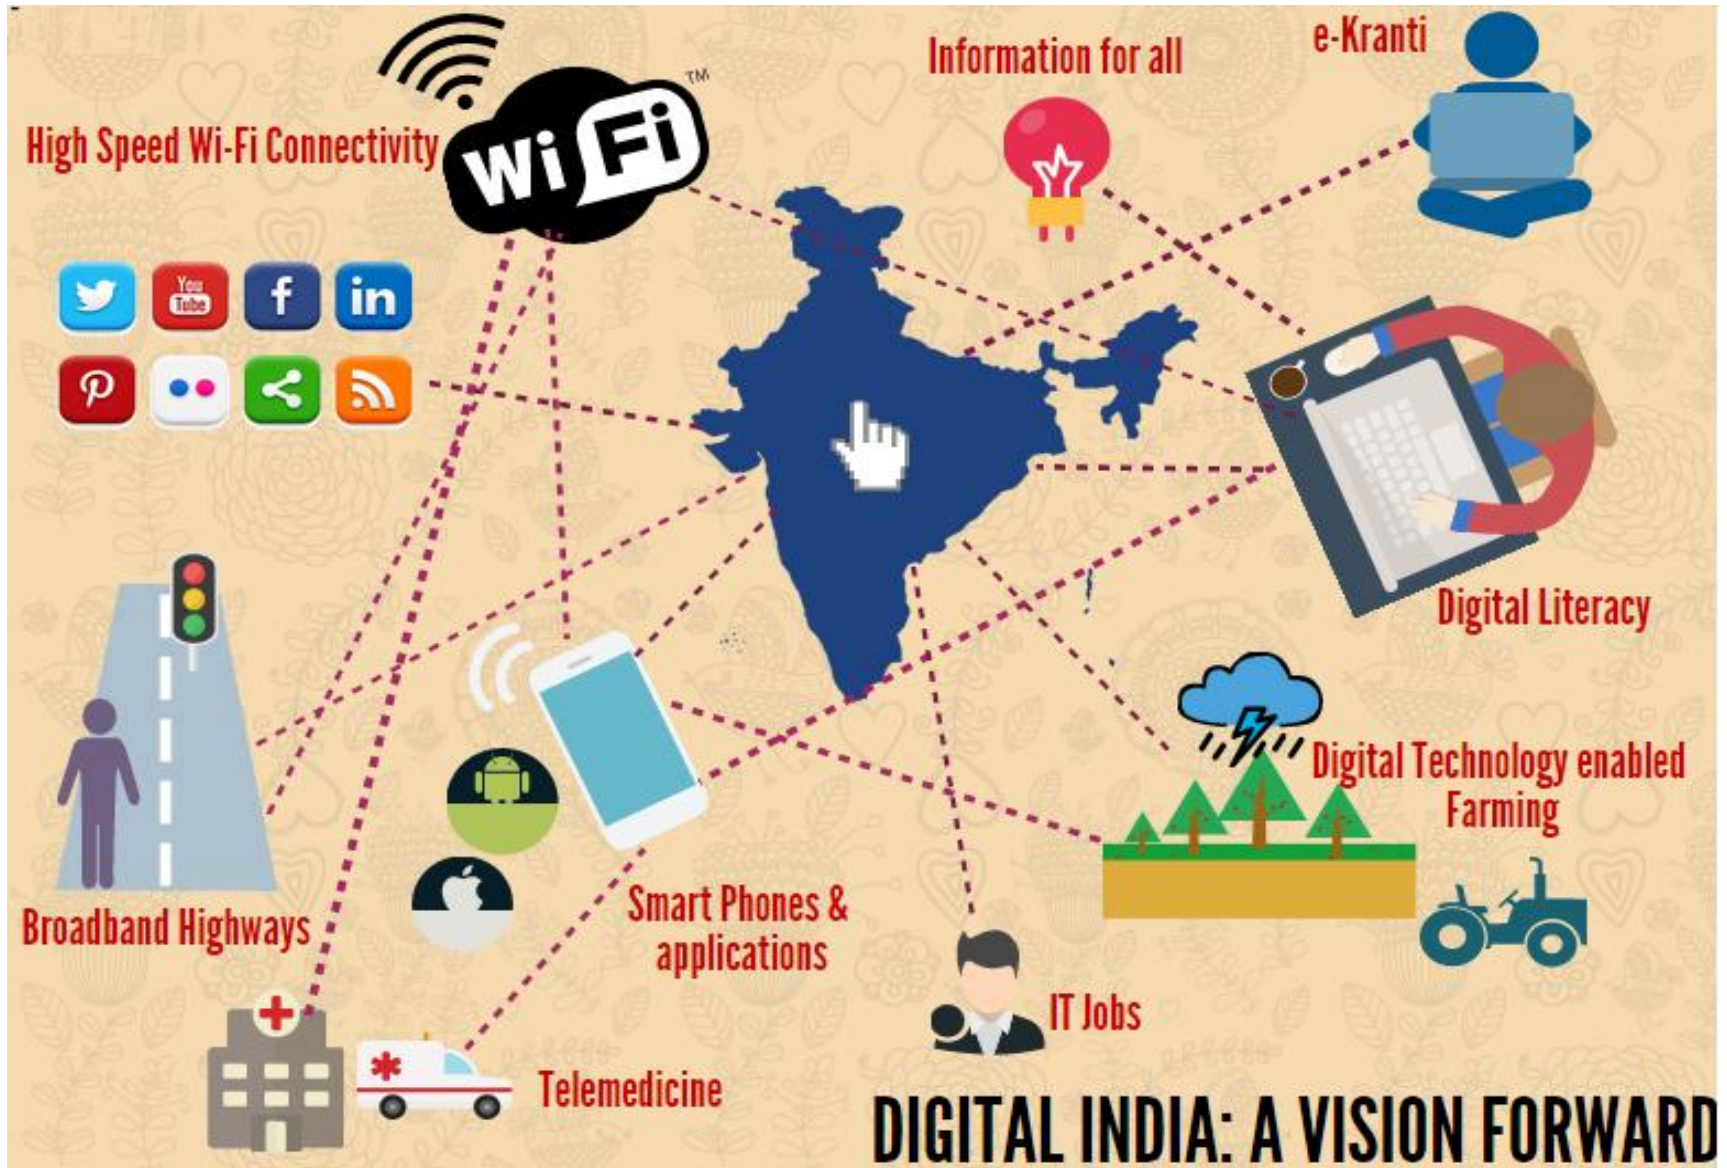 High Speed Wi-Fi Connectivity
Wi Fi TM
Information for all
e-Kranti
You
Tube
f
in
Digital Literacy
Digital Technology enabled
Farming
Broadband Highways
Smart Phones &
applications
IT Jobs
Telemedicine
DIGITAL INDIA: A VISION FORWARD